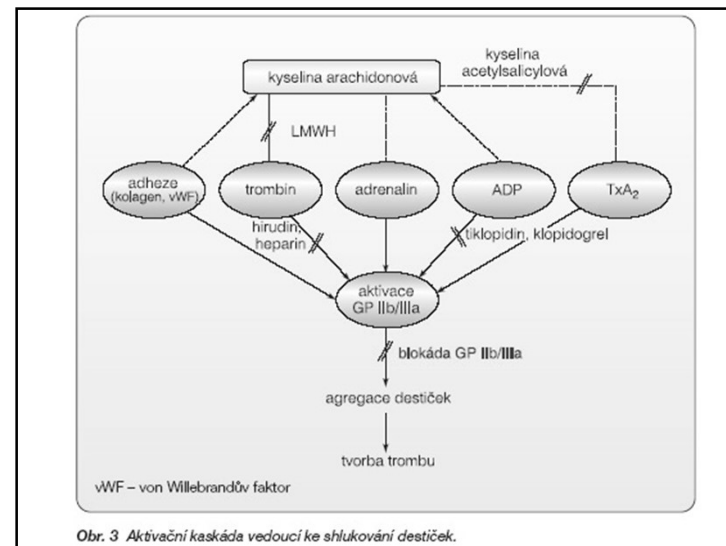 kyselina
acetylsalicylová
kyselina arachidonová
LMWH
adheze
(kolagen, vWF)
trombin
adrenalin
ADP
TxA₂
hirudin,
heparin
tiklopidin, klopidogrel
aktivace
GP IIb/IIIa
blokáda GP IIb/IIIa
agregace destiček
tvorba trombu
vWF – von Willebrandův faktor
Obr. 3 Aktivační kaskáda vedoucí ke shlukování destiček.